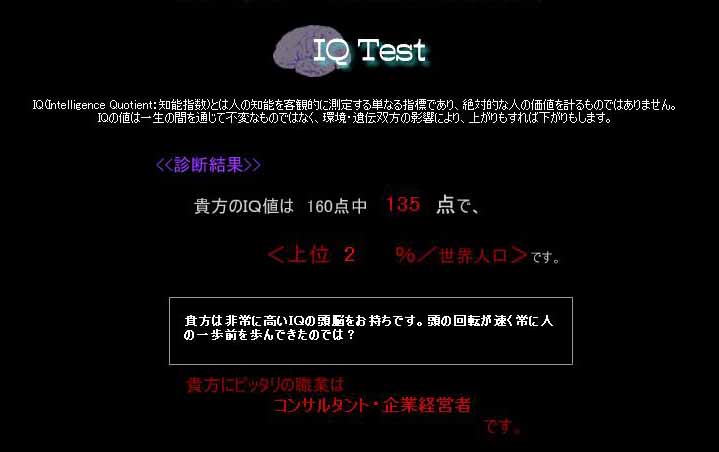 IQ Test
IQ(Intelligence Quotient:知能指数)とは人の知能を客観的に測定する単なる指標であり、絶対的な人の価値を計るものではありません。
IQの値は一生の間を通じて不変なものではなく、環境・遺伝双方の影響により、上がりもすれば下がりもします。
<<診断結果>>
貴方のIQ値は 160点中 135 点で、
<上位 2 %/世界人口>です。
貴方は非常に高いIQの頭脳をお持ちです。頭の回転が速く常に人
の一歩前を歩んできたのでは?
貴方にピッタリの職業は
コンサルタント・企業経営者
です。